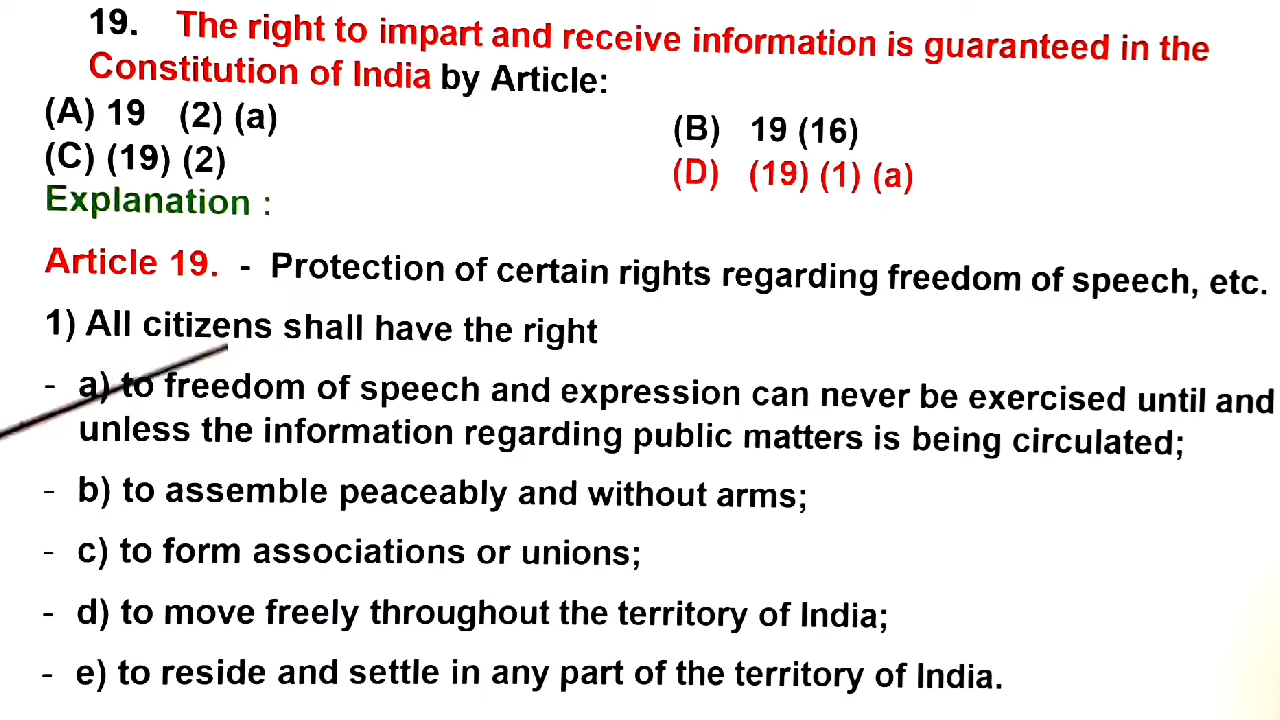 19. The right to impart and receive information is guaranteed in the
Constitution of India by Article:
(A) 19 (2) (a)
(B) 19 (16)
(C) (19) (2)
(D) (19) (1) (a)
Explanation :
Article 19. - Protection of certain rights regarding freedom of speech, etc.
1) All citizens shall have the right
- a) to freedom of speech and expression can never be exercised until and
unless the information regarding public matters is being circulated;
- b) to assemble peaceably and without arms;
- c) to form associations or unions;
- d) to move freely throughout the territory of India;
- e) to reside and settle in any part of the territory of India.